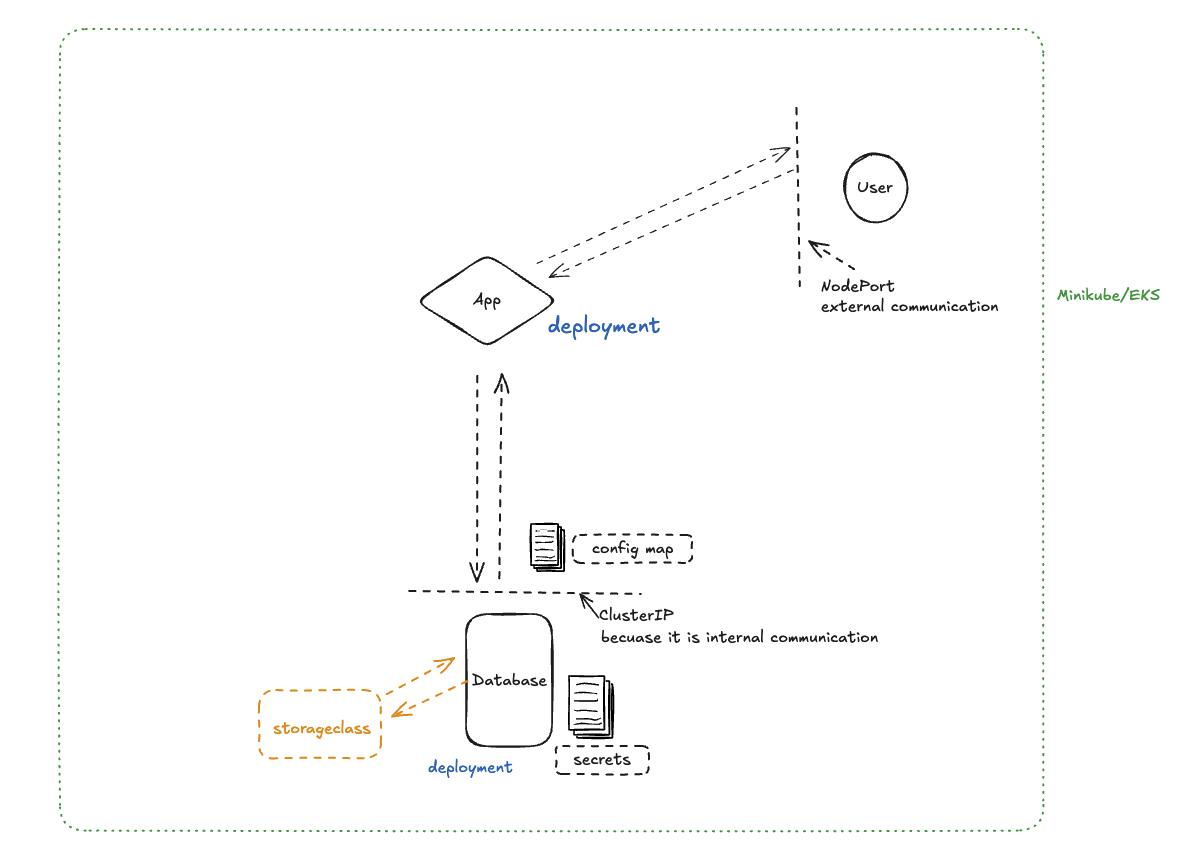 User
NodePort
external communication
Minikube/EKS
App
deployment
config map
ClusterIP
becuase it is internal communication
Database
storageclass
secrets
deployment